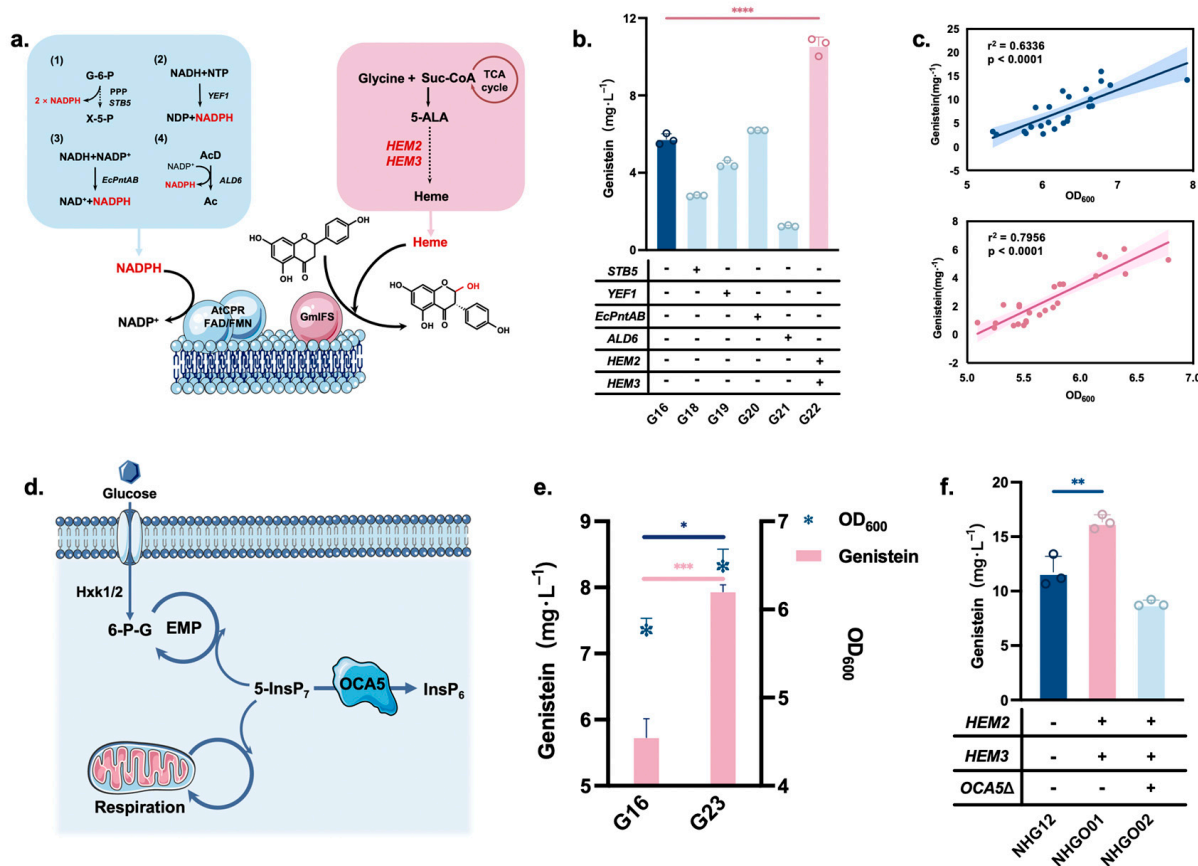 a.
(1)
G-6-P
2 × NADPH
PPP
STB5
X-5-P
(2)
NADH+NTP
YEF1
NDP+NADPH
(3)
NADH+NADP⁺
EcPntAB
NAD⁺+NADPH
(4)
AcD
NADP⁺
NADPH
ALD6
Ac
Glycine + Suc-CoA
TCA
cycle
5-ALA
HEM2
HEM3
Heme
NADPH
Heme
NADP⁺
AtCPR
FAD/FMN
GmIFS
HO
O
OH
OH
O
HO
O
OH
OH
O
OH
b.
Genistein (mg·L⁻¹)
12
9
6
3
0
****
STB5 - + - - - -
YEF1 - - + - - -
EcPntAB - - - + - -
ALD6 - - - - + -
HEM2 - - - - - +
HEM3 - - - - - +
G16 G18 G19 G20 G21 G22
c.
Genistein(mg⁻¹)
25
20
15
10
5
0
-5
r² = 0.6336
p < 0.0001
5 6 7 8
OD₆₀₀
Genistein(mg⁻¹)
8
6
4
2
0
-2
r² = 0.7956
p < 0.0001
5.0 5.5 6.0 6.5 7.0
OD₆₀₀
d.
Glucose
Hxk1/2
6-P-G
EMP
5-InsP₇
OCA5
InsP₆
Respiration
e.
Genistein (mg·L⁻¹)
9
8
7
6
5
*
***
7
6
5
4
OD₆₀₀
G16 G23
* OD₆₀₀
Genistein
f.
Genistein (mg·L⁻¹)
20
15
10
5
0
**
HEM2 - + +
HEM3 - + +
OCA5Δ - - +
NHG12 NHGO01 NHGO02